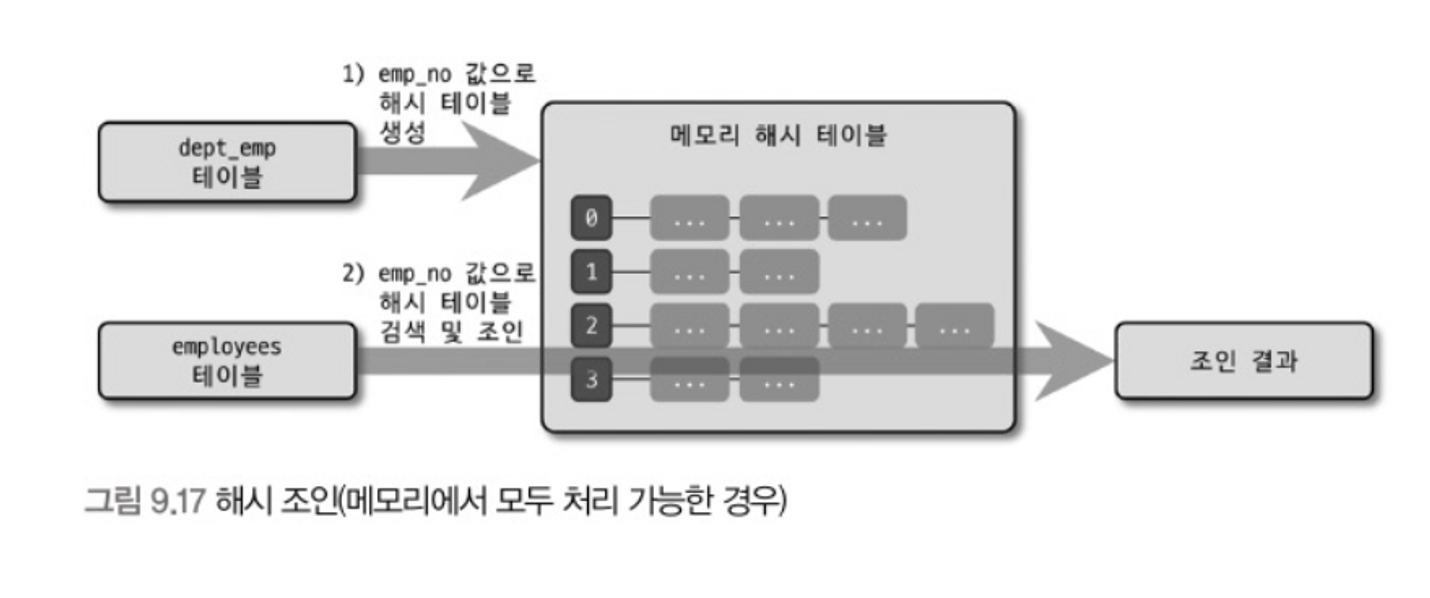 1) emp_no 값으로
해시 테이블
생성
dept_emp
테이블
메모리 해시 테이블
0 ... ... ...
1 ... ...
2 ... ... ... ...
3 ... ...
2) emp_no 값으로
해시 테이블
검색 및 조인
employees
테이블
조인 결과
그림 9.17 해시 조인(메모리에서 모두 처리 가능한 경우)